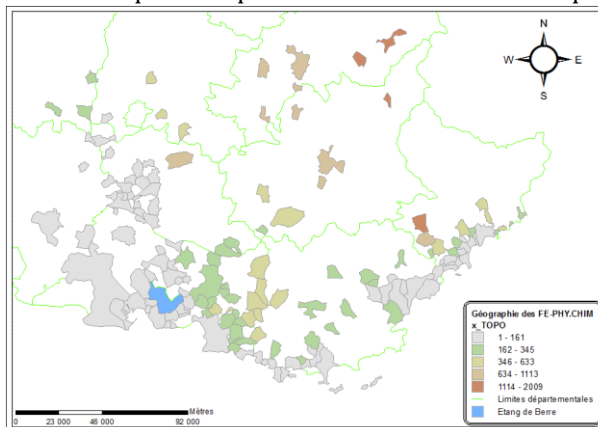 N
W E
S
Géographie des FE-PHY.CHIM
x_TOPO
1 - 161
162 - 345
346 - 633
634 - 1113
1114 - 2009
Limites départementales
Etang de Berre
Mètres
0 23 000 46 000 92 000